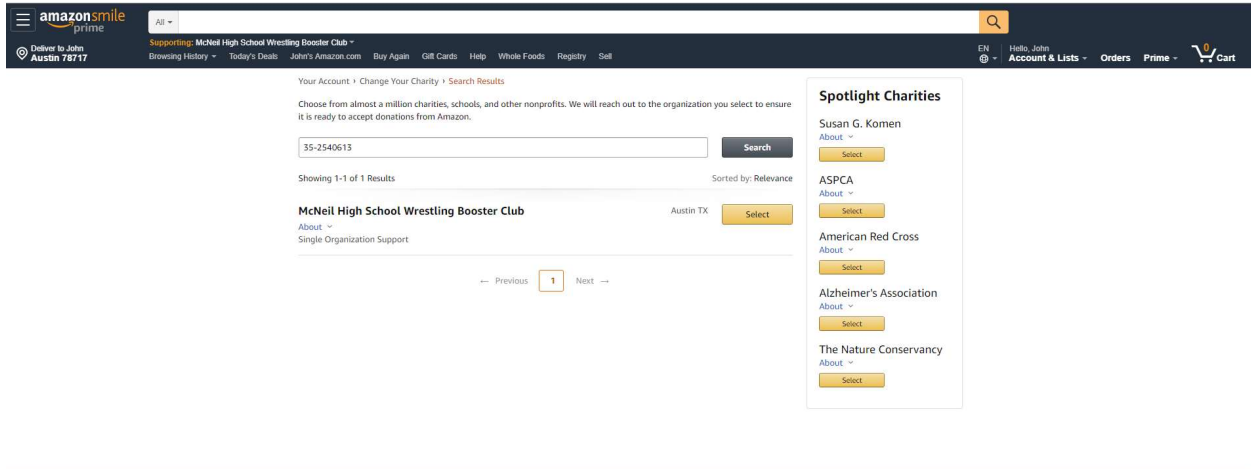 amazonsmile
prime
All
Deliver to John
Austin 78717
Supporting: McNeil High School Wrestling Booster Club
Browsing History Today's Deals John's Amazon.com Buy Again Gift Cards Help Whole Foods Registry Sell
EN
Hello, John
Account & Lists Orders Prime 0 Cart
Your Account › Change Your Charity › Search Results
Choose from almost a million charities, schools, and other nonprofits. We will reach out to the organization you select to ensure
it is ready to accept donations from Amazon.
35-2540613 Search
Showing 1-1 of 1 Results Sorted by: Relevance
McNeil High School Wrestling Booster Club Austin TX Select
About
Single Organization Support
← Previous 1 Next →
Spotlight Charities
Susan G. Komen
About
Select
ASPCA
About
Select
American Red Cross
About
Select
Alzheimer's Association
About
Select
The Nature Conservancy
About
Select